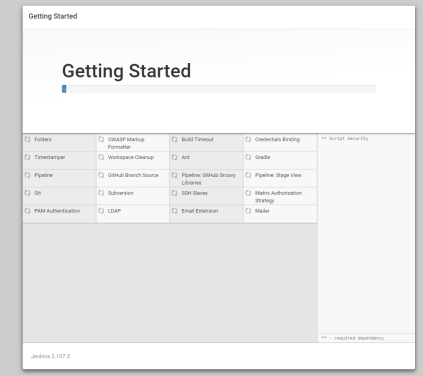 Getting Started
Getting Started
Folders
OWASP Markup
Formatter
Build Timeout
Credentials Binding
** Script Security
Timestamper
Workspace Cleanup
Ant
Gradle
Pipeline
GitHub Branch Source
Pipeline: GitHub Groovy
Libraries
Pipeline: Stage View
Git
Subversion
SSH Slaves
Matrix Authorization
Strategy
PAM Authentication
LDAP
Email Extension
Mailer
** - required dependency
Jenkins 2.107.3